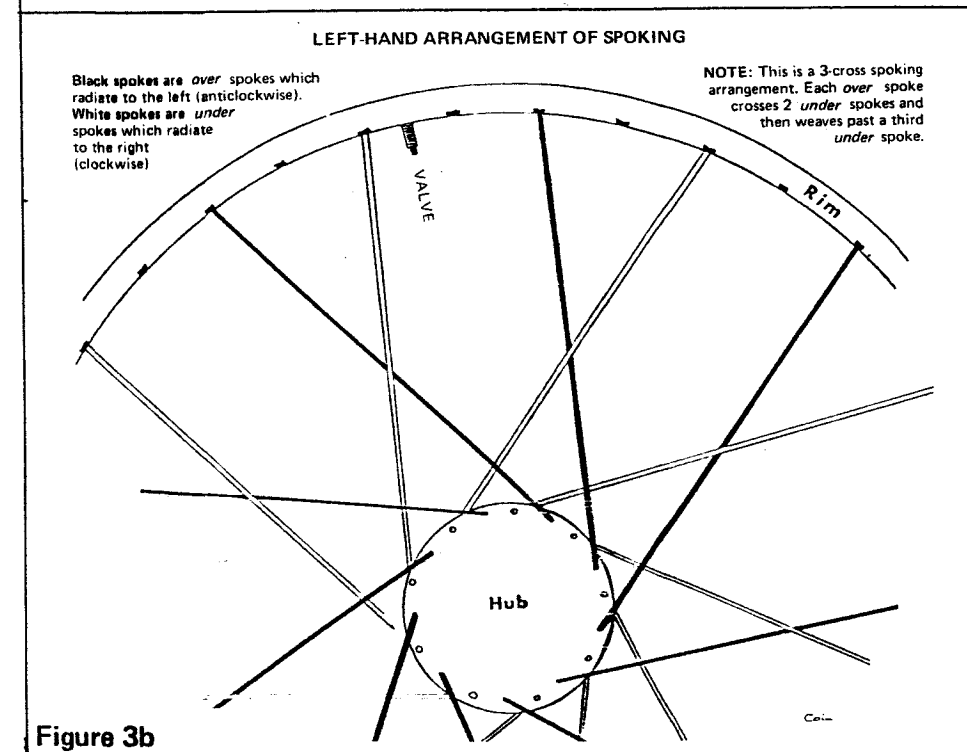 LEFT-HAND ARRANGEMENT OF SPOKING
Black spokes are over spokes which
radiate to the left (anticlockwise).
White spokes are under
spokes which radiate
to the right
(clockwise)
NOTE: This is a 3-cross spoking
arrangement. Each over spoke
crosses 2 under spokes and
then weaves past a third
under spoke.
VALVE
Rim
Hub
Figure 3b